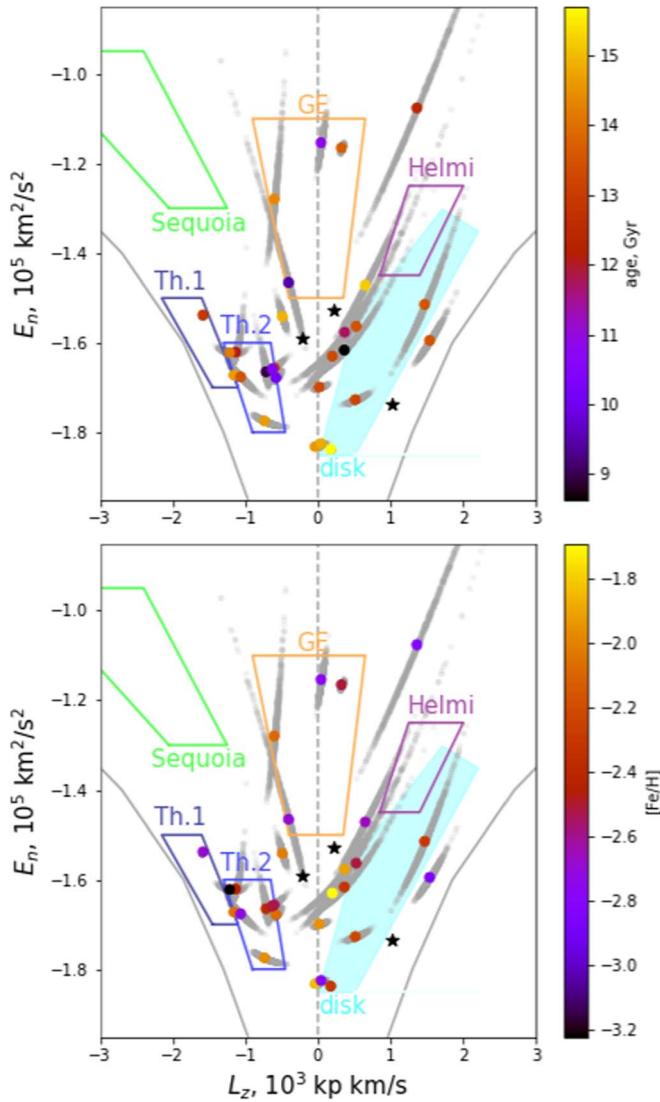 −1.0
−1.2
−1.4
−1.6
−1.8
E_n, 10^5 km^2/s^2
GE
Helmi
Sequoia
Th.1
Th.2
disk
−3 −2 −1 0 1 2 3
15
14
13
12
11
10
9
age, Gyr
−1.0
−1.2
−1.4
−1.6
−1.8
E_n, 10^5 km^2/s^2
GE
Helmi
Sequoia
Th.1
Th.2
disk
−3 −2 −1 0 1 2 3
L_z, 10^3 kp km/s
−1.8
−2.0
−2.2
−2.4
−2.6
−2.8
−3.0
−3.2
[Fe/H]